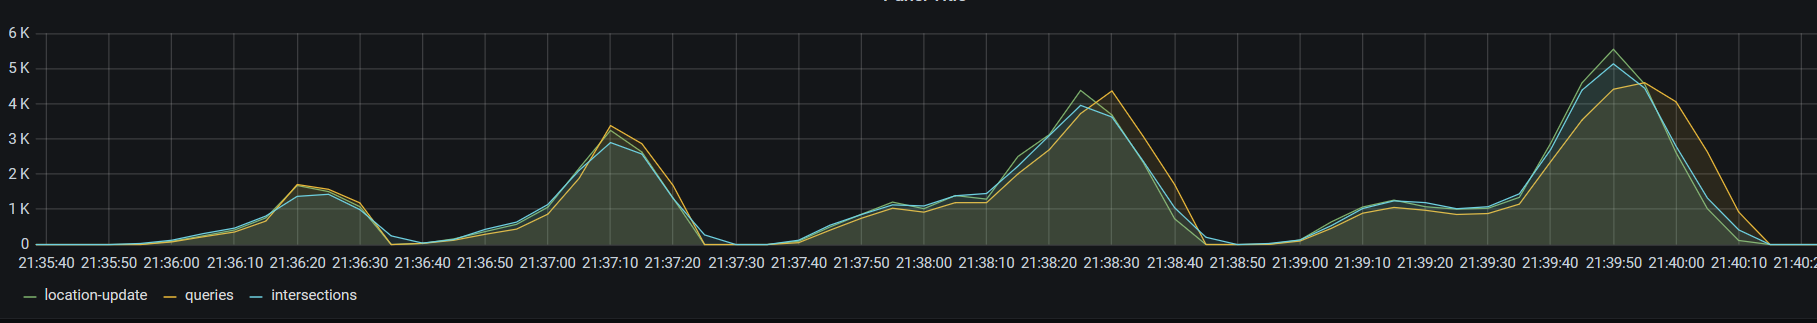 6 K
5 K
4 K
3 K
2 K
1 K
0
21:35:40 21:35:50 21:36:00 21:36:10 21:36:20 21:36:30 21:36:40 21:36:50 21:37:00 21:37:10 21:37:20 21:37:30 21:37:40 21:37:50 21:38:00 21:38:10 21:38:20 21:38:30 21:38:40 21:38:50 21:39:00 21:39:10 21:39:20 21:39:30 21:39:40 21:39:50 21:40:00 21:40:10 21:40:2
location-update queries intersections